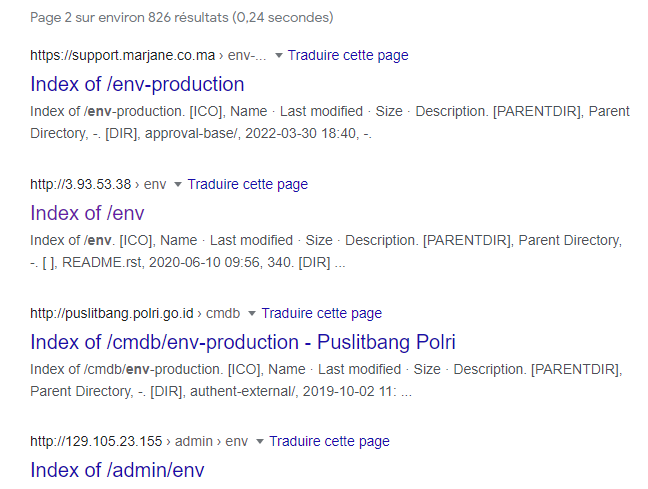 Page 2 sur environ 826 résultats (0,24 secondes)
https://support.marjane.co.ma › env-... Traduire cette page
Index of /env-production
Index of /env-production. [ICO], Name · Last modified · Size · Description. [PARENTDIR], Parent
Directory, -. [DIR], approval-base/, 2022-03-30 18:40, -.
http://3.93.53.38 › env Traduire cette page
Index of /env
Index of /env. [ICO], Name · Last modified · Size · Description. [PARENTDIR], Parent Directory,
-. [ ], README.rst, 2020-06-10 09:56, 340. [DIR] ...
http://puslitbang.polri.go.id › cmdb Traduire cette page
Index of /cmdb/env-production - Puslitbang Polri
Index of /cmdb/env-production. [ICO], Name · Last modified · Size · Description. [PARENTDIR],
Parent Directory, -. [DIR], authent-external/, 2019-10-02 11: ...
http://129.105.23.155 › admin › env Traduire cette page
Index of /admin/env